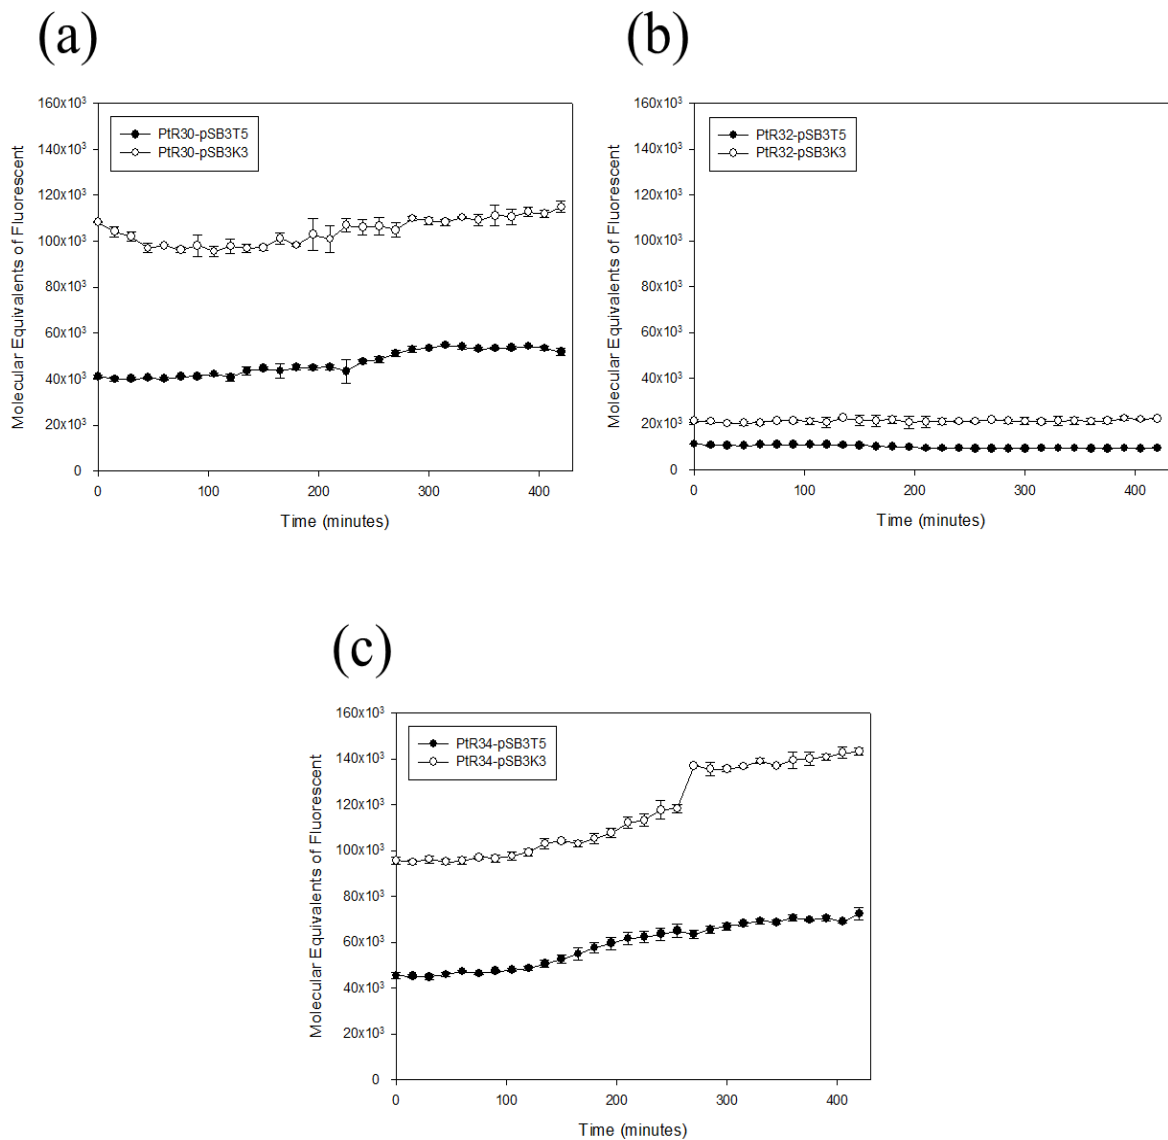 (a)
160x10³
140x10³
120x10³
100x10³
80x10³
60x10³
40x10³
20x10³
0
Molecular Equivalents of Fluorescent
PtR30-pSB3T5
PtR30-pSB3K3
0 100 200 300 400
Time (minutes)
(b)
160x10³
140x10³
120x10³
100x10³
80x10³
60x10³
40x10³
20x10³
0
Molecular Equivalents of Fluorescent
PtR32-pSB3T5
PtR32-pSB3K3
0 100 200 300 400
Time (minutes)
(c)
160x10³
140x10³
120x10³
100x10³
80x10³
60x10³
40x10³
20x10³
0
Molecular Equivalents of Fluorescent
PtR34-pSB3T5
PtR34-pSB3K3
0 100 200 300 400
Time (minutes)